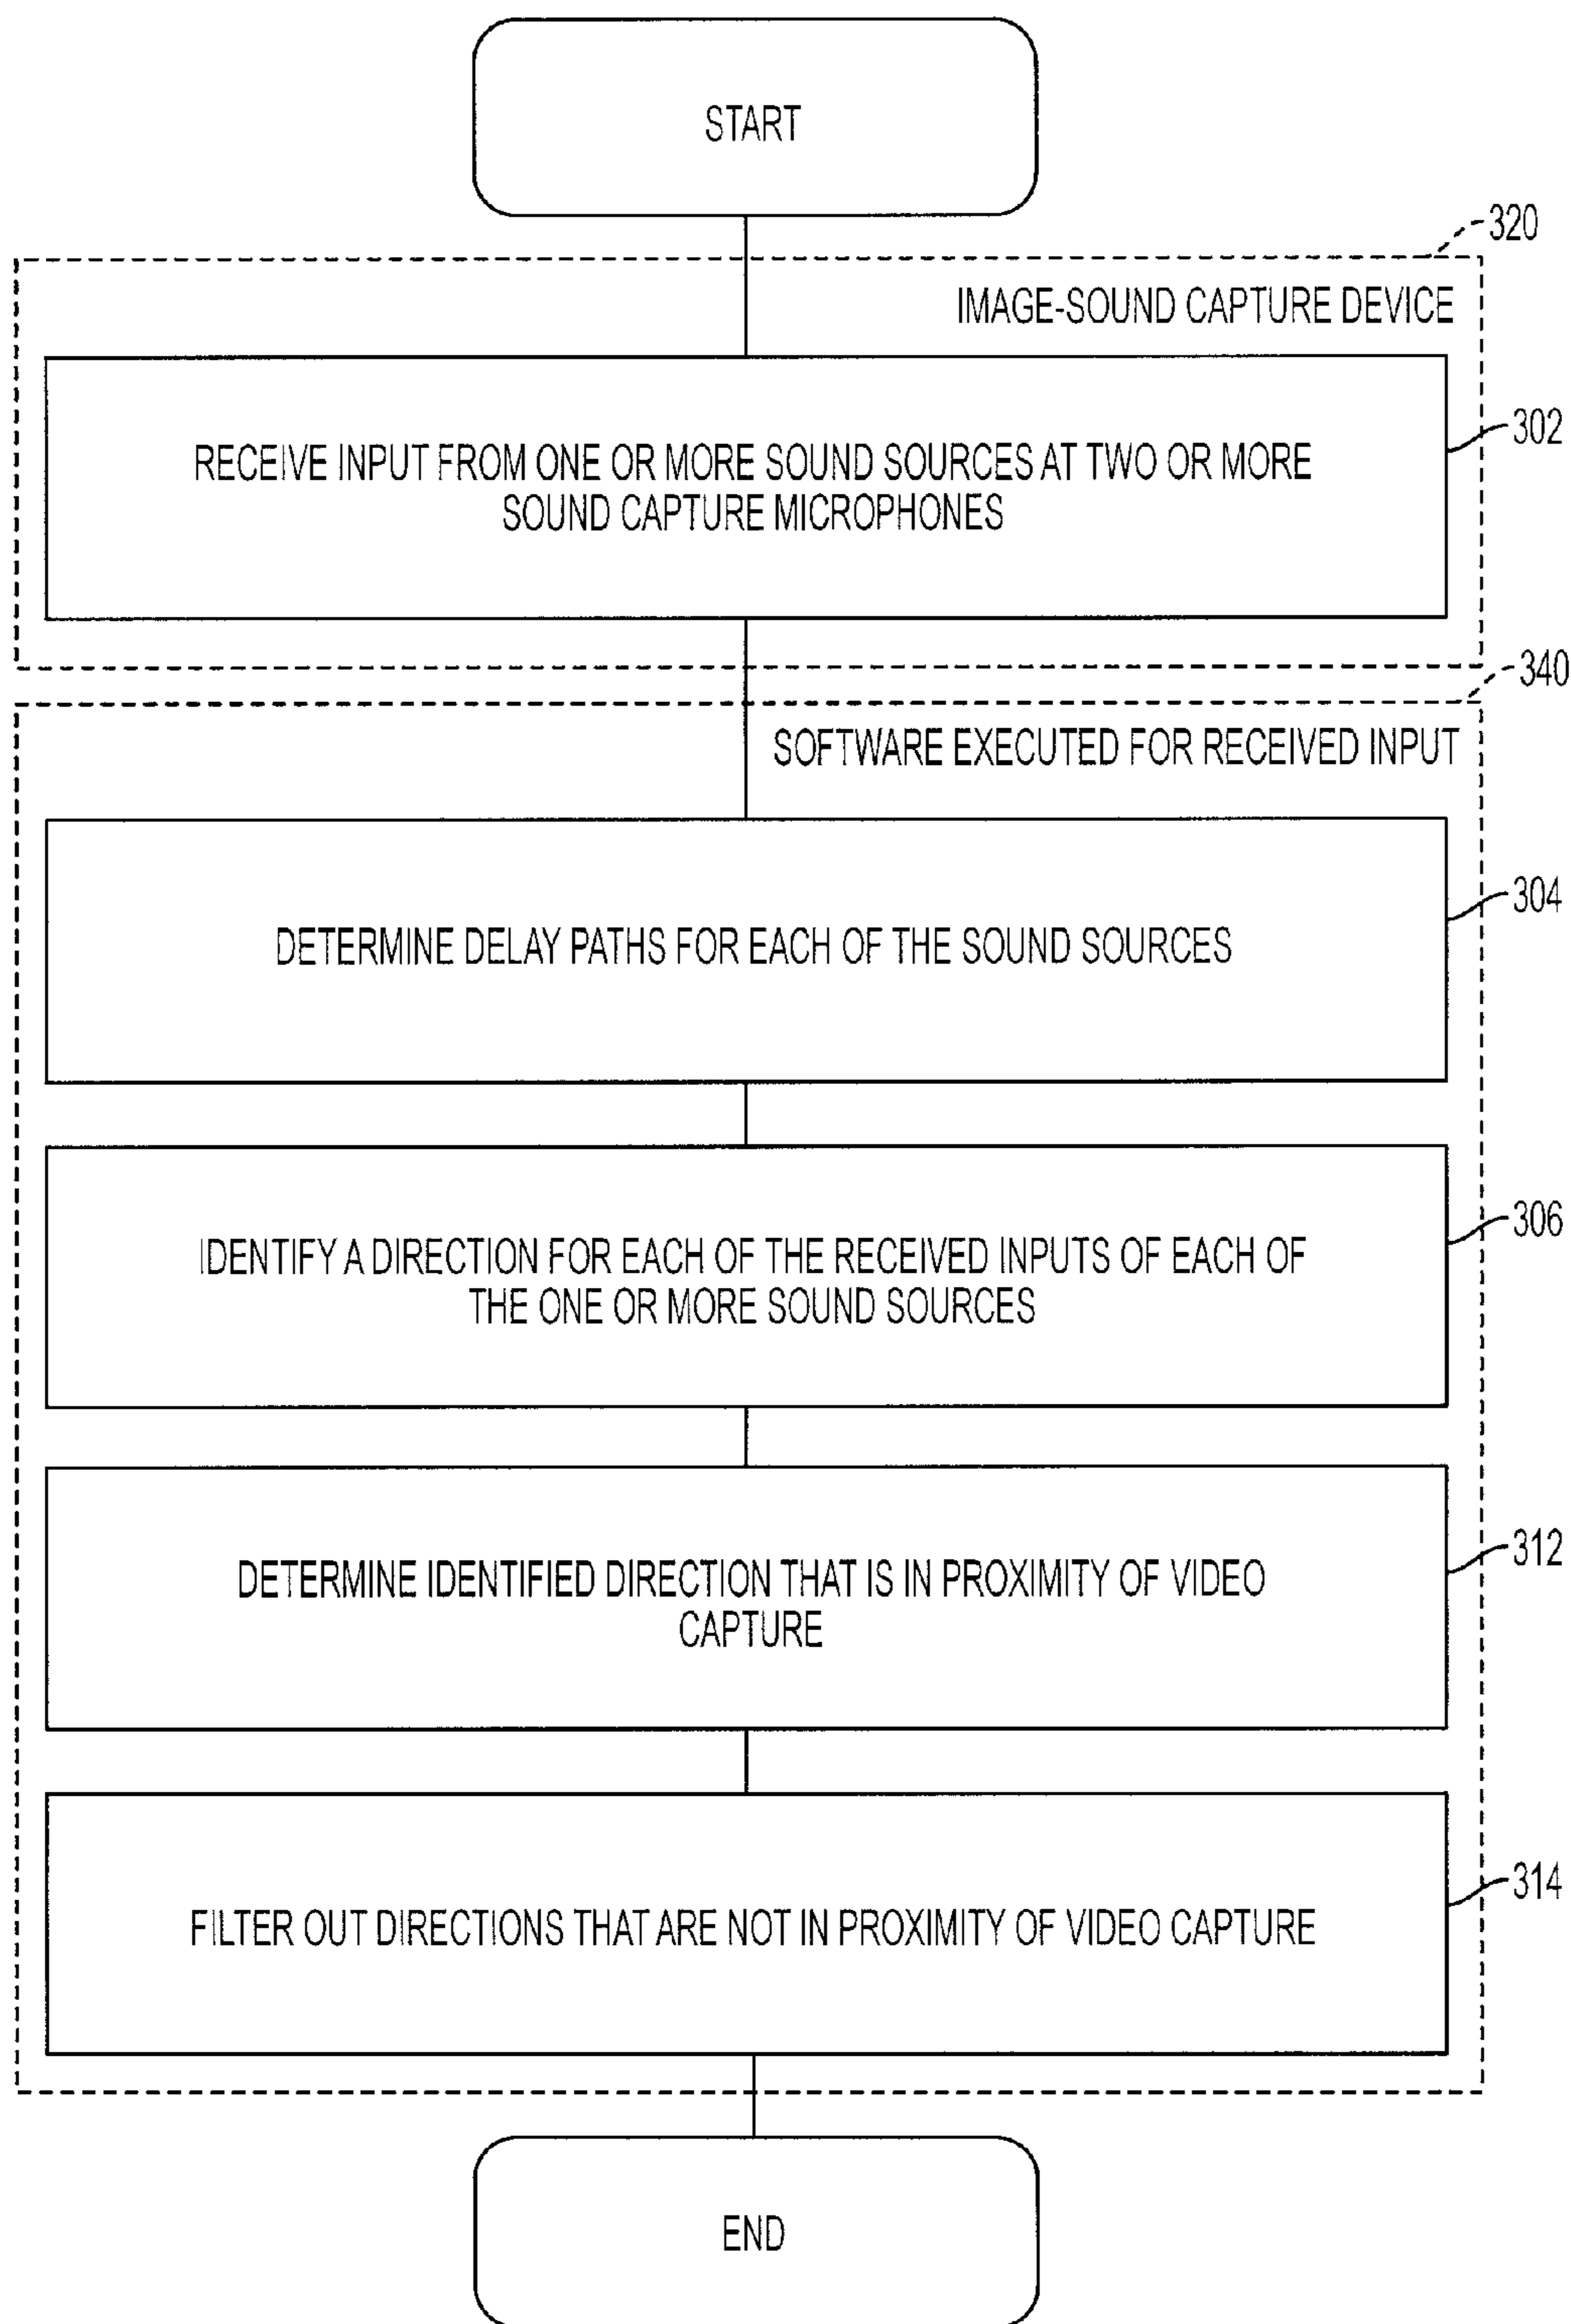 START
320
IMAGE-SOUND CAPTURE DEVICE
302
RECEIVE INPUT FROM ONE OR MORE SOUND SOURCES AT TWO OR MORE
SOUND CAPTURE MICROPHONES
340
SOFTWARE EXECUTED FOR RECEIVED INPUT
304
DETERMINE DELAY PATHS FOR EACH OF THE SOUND SOURCES
306
IDENTIFY A DIRECTION FOR EACH OF THE RECEIVED INPUTS OF EACH OF
THE ONE OR MORE SOUND SOURCES
312
DETERMINE IDENTIFIED DIRECTION THAT IS IN PROXIMITY OF VIDEO
CAPTURE
314
FILTER OUT DIRECTIONS THAT ARE NOT IN PROXIMITY OF VIDEO CAPTURE
END